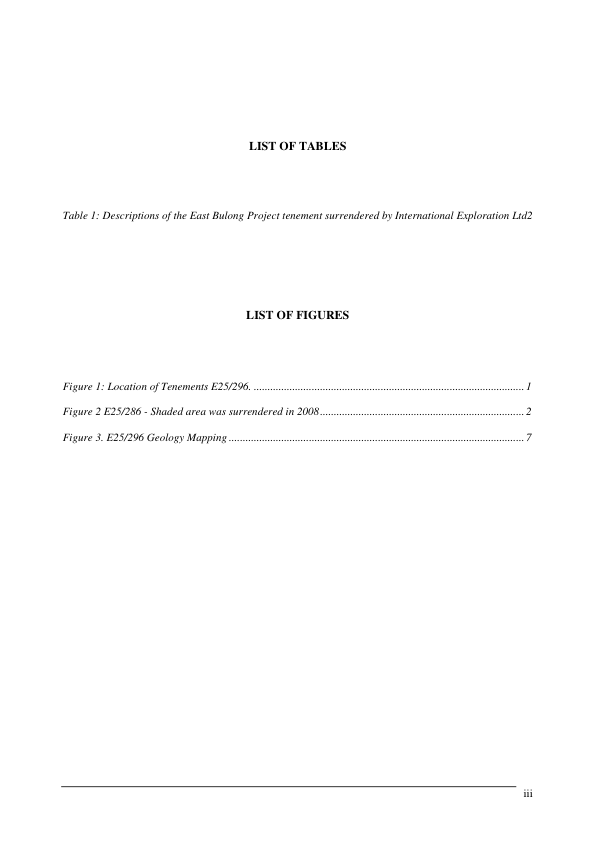 LIST OF TABLES
Table 1: Descriptions of the East Bulong Project tenement surrendered by International Exploration Ltd2
LIST OF FIGURES
Figure 1: Location of Tenements E25/296. .................................................................................................. 1
Figure 2 E25/286 - Shaded area was surrendered in 2008.......................................................................... 2
Figure 3. E25/296 Geology Mapping ........................................................................................................... 7
iii